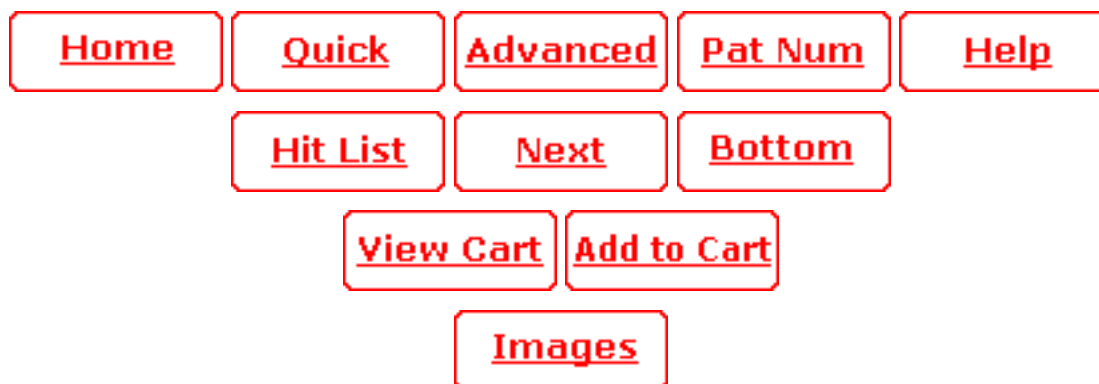 Home Quick Advanced Pat Num Help
Hit List Next Bottom
View Cart Add to Cart
Images